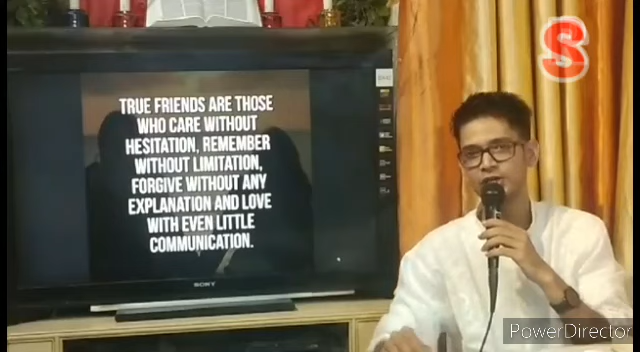 S
TRUE FRIENDS ARE THOSE
WHO CARE WITHOUT
HESITATION, REMEMBER
WITHOUT LIMITATION,
FORGIVE WITHOUT ANY
EXPLANATION AND LOVE
WITH EVEN LITTLE
COMMUNICATION.
SONY
PowerDirector